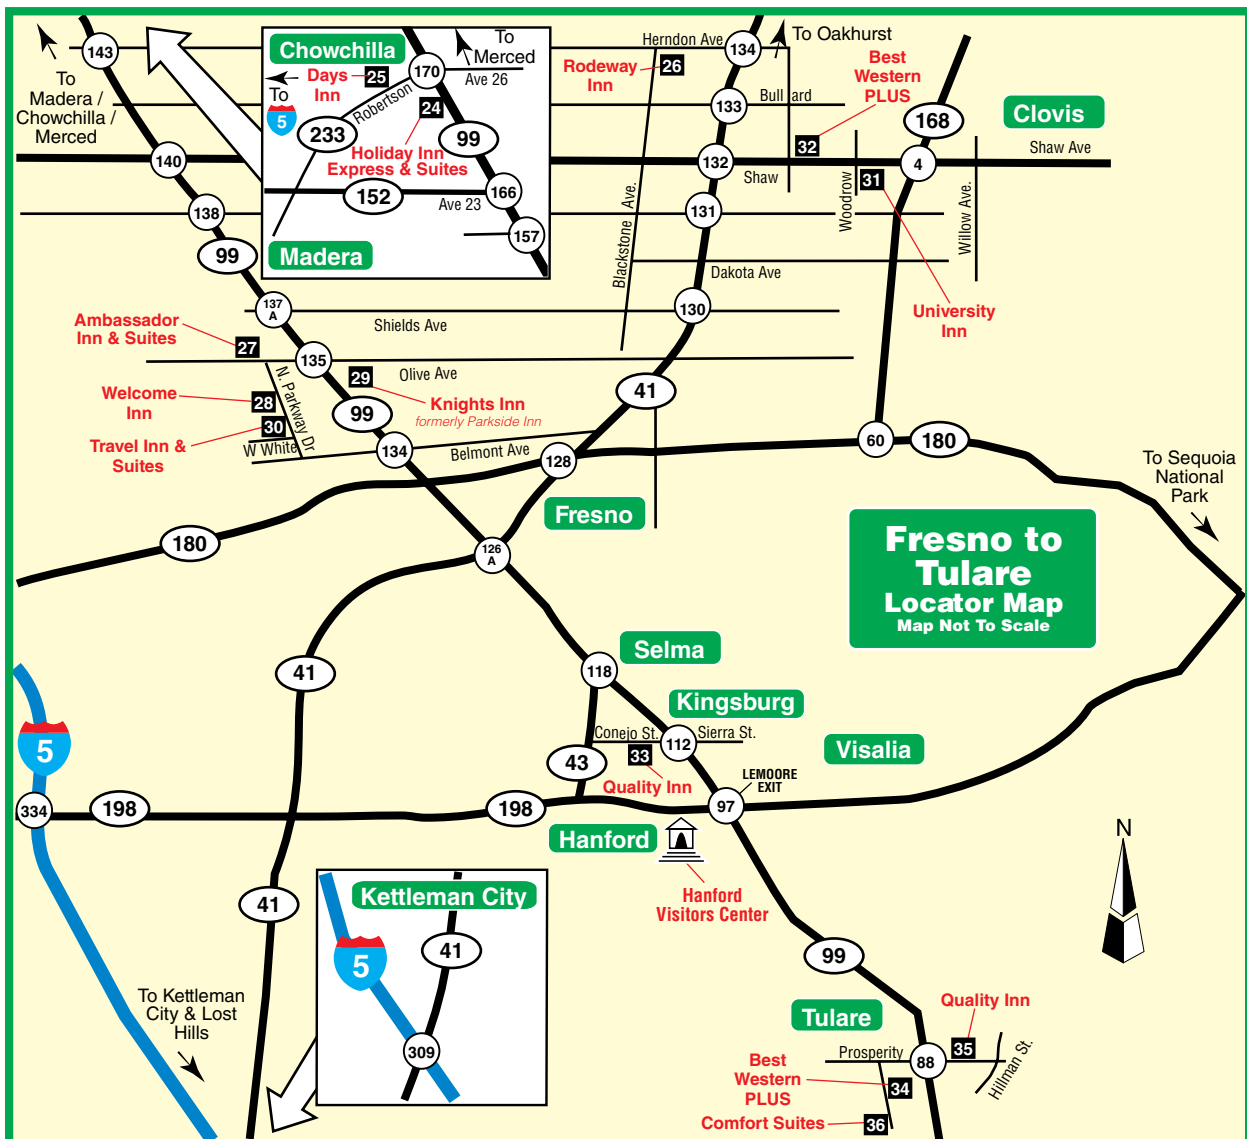 143
To
Madera /
Chowchilla /
Merced
140
138
99
137
A
Chowchilla
To
Merced
170
Ave 26
Days
Inn
25
To
5
Robertson
24
233
99
Holiday Inn
Express & Suites
152
166
Ave 23
157
Madera
Herndon Ave
134
To Oakhurst
Rodeway
Inn
26
Best
Western
PLUS
133
Bull ard
168
Clovis
132
32
4
Shaw Ave
Shaw
31
Woodrow
Willow Ave.
131
Blackstone Ave.
Dakota Ave
130
University
Inn
Shields Ave
Ambassador
Inn & Suites
27
135
Olive Ave
29
N. Parkway Dr
Welcome
Inn
28
99
Knights Inn
formerly Parkside Inn
41
30
Travel Inn &
Suites
W White
134
Belmont Ave
128
60
180
To Sequoia
National
Park
Fresno
180
126
A
Fresno to
Tulare
Locator Map
Map Not To Scale
41
Selma
118
Kingsburg
Conejo St.
112
Sierra St.
5
43
33
Quality Inn
Visalia
LEMOORE
EXIT
334
198
198
97
Hanford
Hanford
Visitors Center
N
41
Kettleman City
41
5
309
99
To Kettleman
City & Lost
Hills
Tulare
Quality Inn
35
Prosperity
88
Hillman St.
Best
Western
PLUS
34
Comfort Suites
36